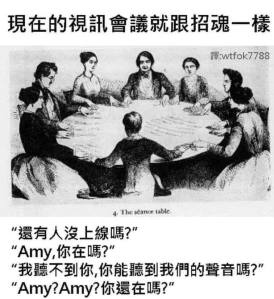 現在的視訊會議就跟招魂一樣
譯:wtfok7788
4. The séance table.
“還有人沒上線嗎?”
“Amy,你在嗎?”
“我聽不到你,你能聽到我們的聲音嗎?”
“Amy?Amy?你還在嗎?”